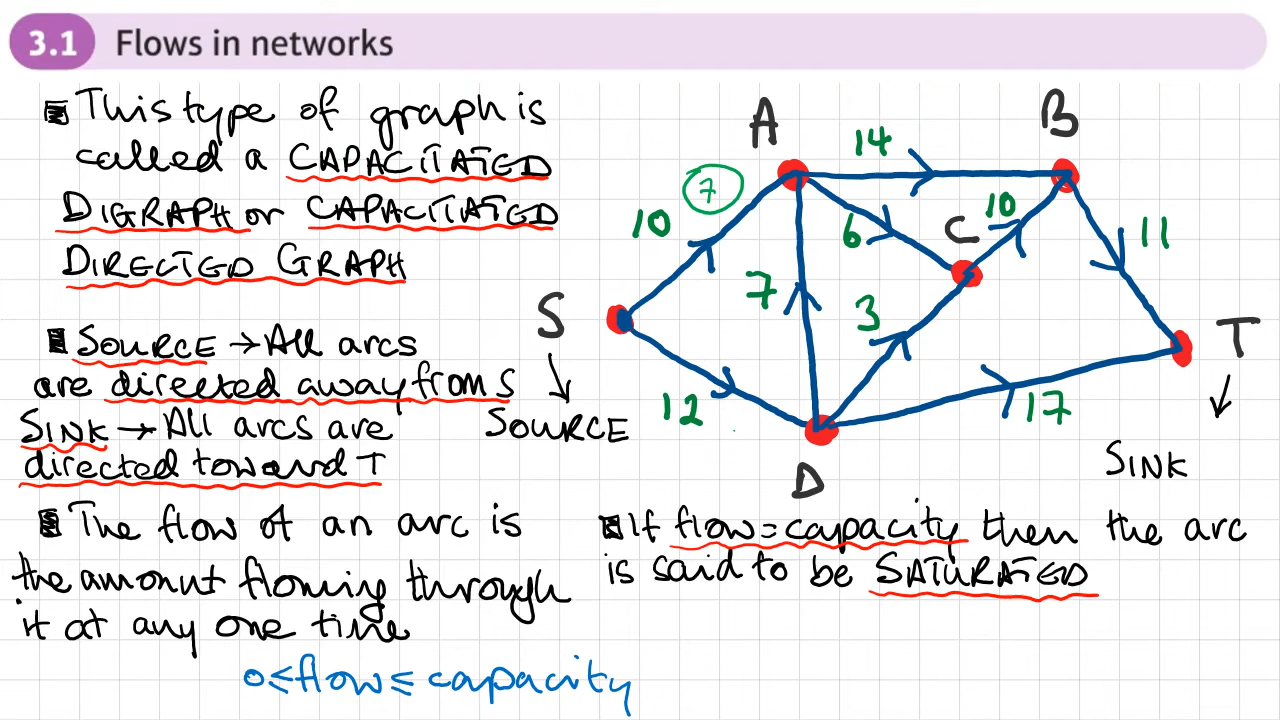 3.1 Flows in networks
This type of graph is
called a CAPACITATED
DIGRAPH or CAPACITATED
DIRECTED GRAPH
SOURCE → All arcs
are directed away from S
SINK → All arcs are
directed toward T
The flow of an arc is
the amount flowing through
it at any one time
0≤flow≤capacity
A
B
14
7
10
6
C
10
11
S
7
3
T
12
17
SOURCE
D
SINK
If flow=capacity then the arc
is said to be SATURATED